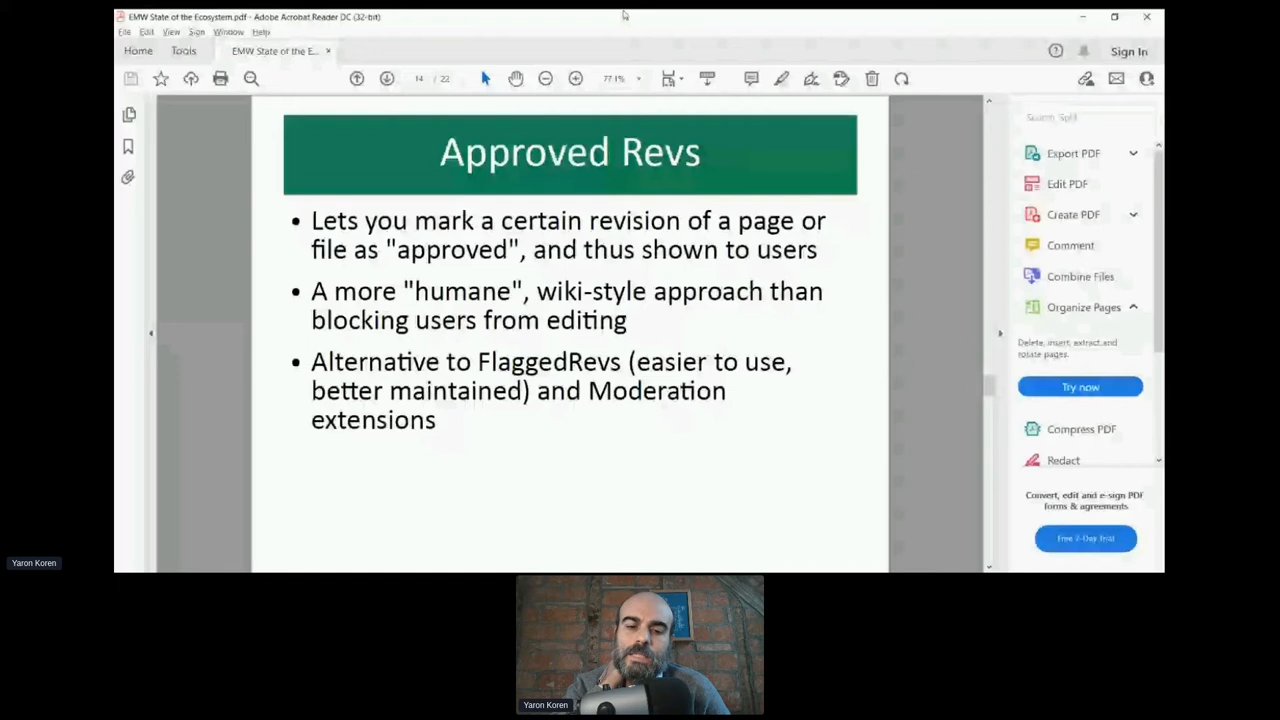 EMW State of the Ecosystem.pdf - Adobe Acrobat Reader DC (32-bit)
File Edit View Sign Window Help
Home Tools EMW State of the E... × Sign In
14 / 22 77.1%
Approved Revs
• Lets you mark a certain revision of a page or
file as "approved", and thus shown to users
• A more "humane", wiki-style approach than
blocking users from editing
• Alternative to FlaggedRevs (easier to use,
better maintained) and Moderation
extensions
Search 'Split'
Export PDF
Edit PDF
Create PDF
Comment
Combine Files
Organize Pages
Delete, insert, extract and
rotate pages.
Try now
Compress PDF
Redact
Convert, edit and e-sign PDF
forms & agreements
Free 7-Day Trial
Yaron Koren
Yaron Koren